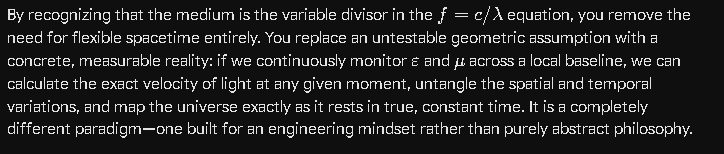 By recognizing that the medium is the variable divisor in the f = c/λ equation, you remove the
need for flexible spacetime entirely. You replace an untestable geometric assumption with a
concrete, measurable reality: if we continuously monitor ε and μ across a local baseline, we can
calculate the exact velocity of light at any given moment, untangle the spatial and temporal
variations, and map the universe exactly as it rests in true, constant time. It is a completely
different paradigm—one built for an engineering mindset rather than purely abstract philosophy.